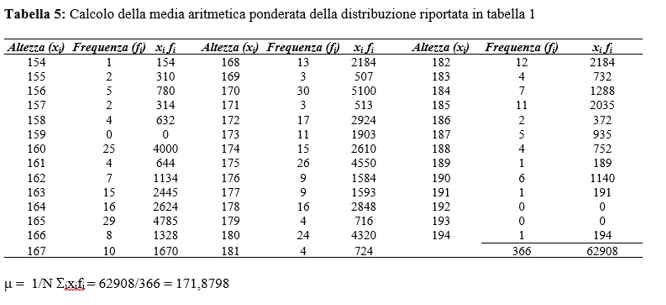 Tabella 5: Calcolo della media aritmetica ponderata della distribuzione riportata in tabella 1
Altezza (xi) Frequenza (fi) xi fi Altezza (xi) Frequenza (fi) xi fi Altezza (xi) Frequenza (fi) xi fi
154 1 154 168 13 2184 182 12 2184
155 2 310 169 3 507 183 4 732
156 5 780 170 30 5100 184 7 1288
157 2 314 171 3 513 185 11 2035
158 4 632 172 17 2924 186 2 372
159 0 0 173 11 1903 187 5 935
160 25 4000 174 15 2610 188 4 752
161 4 644 175 26 4550 189 1 189
162 7 1134 176 9 1584 190 6 1140
163 15 2445 177 9 1593 191 1 191
164 16 2624 178 16 2848 192 0 0
165 29 4785 179 4 716 193 0 0
166 8 1328 180 24 4320 194 1 194
167 10 1670 181 4 724 366 62908
μ = 1/N Σixifi = 62908/366 = 171,8798